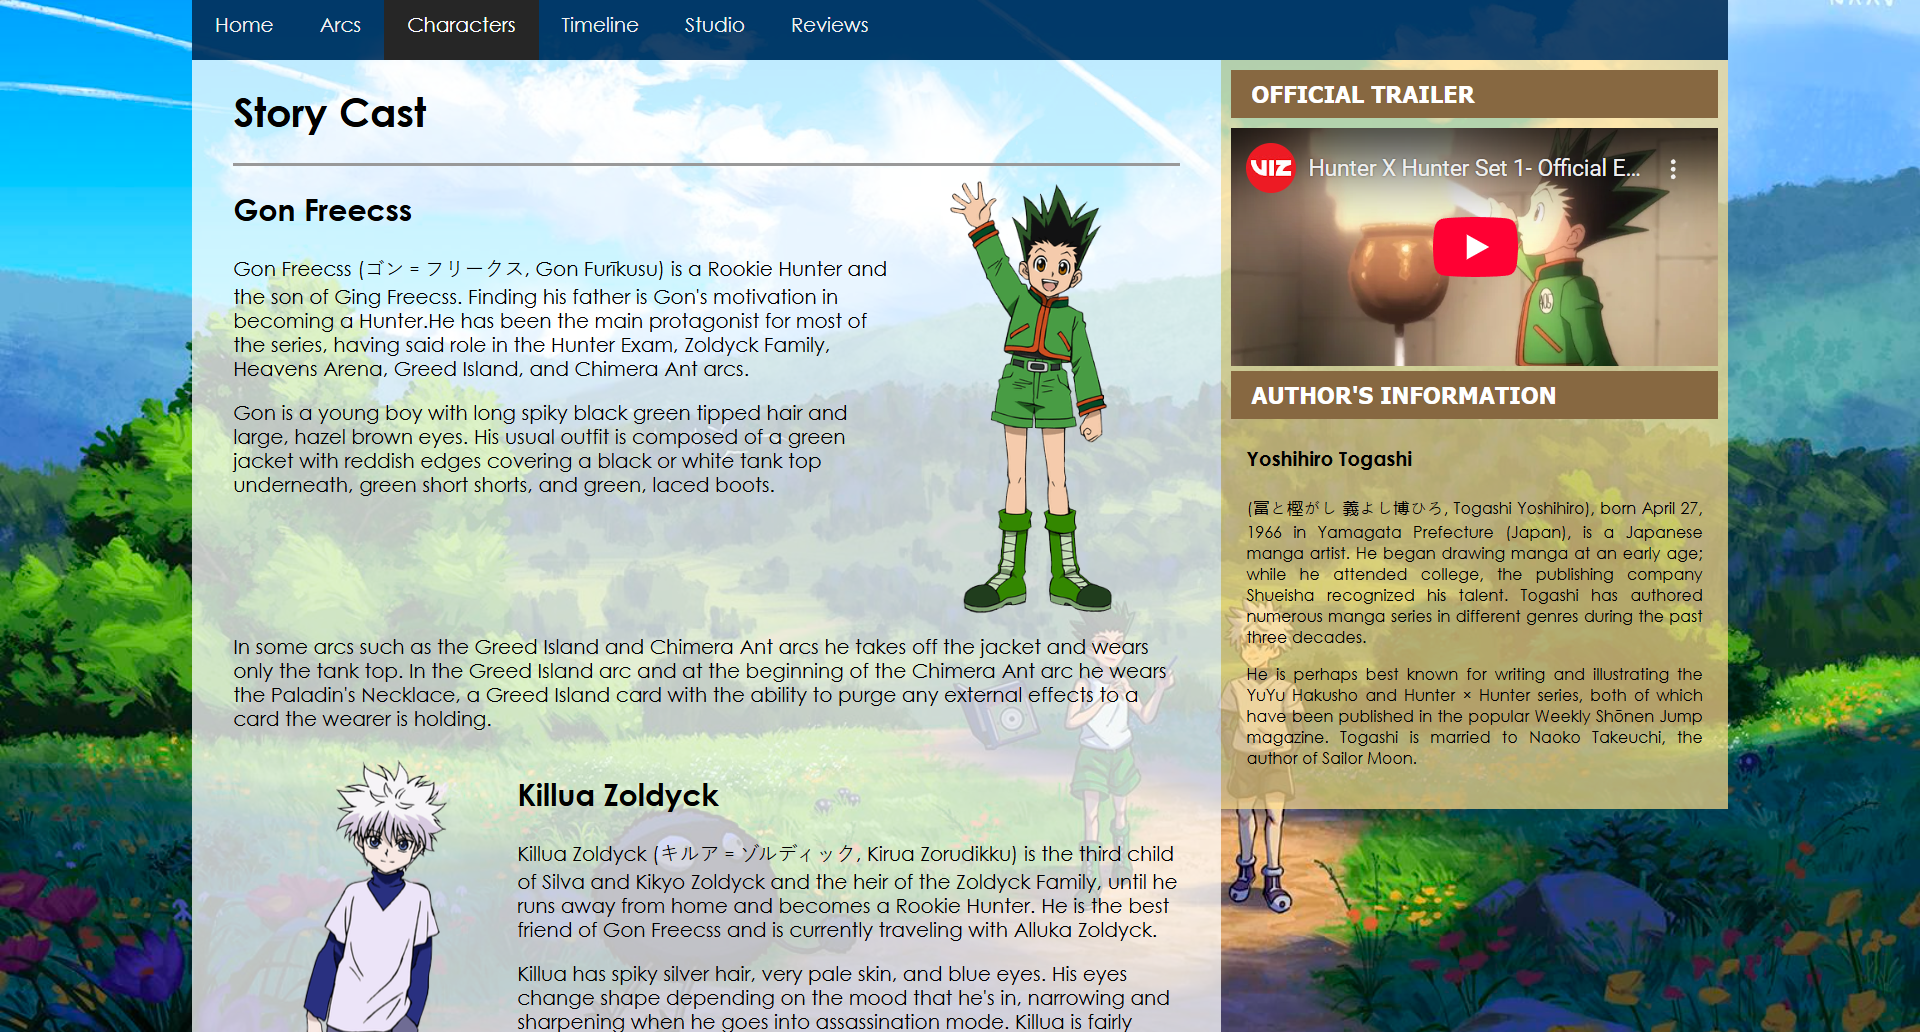 Home Arcs Characters Timeline Studio Reviews
Story Cast
Gon Freecss
Gon Freecss (ゴン = フリークス, Gon Furīkusu) is a Rookie Hunter and
the son of Ging Freecss. Finding his father is Gon's motivation in
becoming a Hunter.He has been the main protagonist for most of
the series, having said role in the Hunter Exam, Zoldyck Family,
Heavens Arena, Greed Island, and Chimera Ant arcs.
Gon is a young boy with long spiky black green tipped hair and
large, hazel brown eyes. His usual outfit is composed of a green
jacket with reddish edges covering a black or white tank top
underneath, green short shorts, and green, laced boots.
In some arcs such as the Greed Island and Chimera Ant arcs he takes off the jacket and wears
only the tank top. In the Greed Island arc and at the beginning of the Chimera Ant arc he wears
the Paladin's Necklace, a Greed Island card with the ability to purge any external effects to a
card the wearer is holding.
Killua Zoldyck
Killua Zoldyck (キルア = ゾルディック, Kirua Zorudikku) is the third child
of Silva and Kikyo Zoldyck and the heir of the Zoldyck Family, until he
runs away from home and becomes a Rookie Hunter. He is the best
friend of Gon Freecss and is currently traveling with Alluka Zoldyck.
Killua has spiky silver hair, very pale skin, and blue eyes. His eyes
change shape depending on the mood that he's in, narrowing and
sharpening when he goes into assassination mode. Killua is fairly
OFFICIAL TRAILER
VIZ Hunter X Hunter Set 1- Official E...
405
AUTHOR'S INFORMATION
Yoshihiro Togashi
(冨と樫がし 義よし博ひろ, Togashi Yoshihiro), born April 27,
1966 in Yamagata Prefecture (Japan), is a Japanese
manga artist. He began drawing manga at an early age;
while he attended college, the publishing company
Shueisha recognized his talent. Togashi has authored
numerous manga series in different genres during the past
three decades.
He is perhaps best known for writing and illustrating the
YuYu Hakusho and Hunter × Hunter series, both of which
have been published in the popular Weekly Shōnen Jump
magazine. Togashi is married to Naoko Takeuchi, the
author of Sailor Moon.